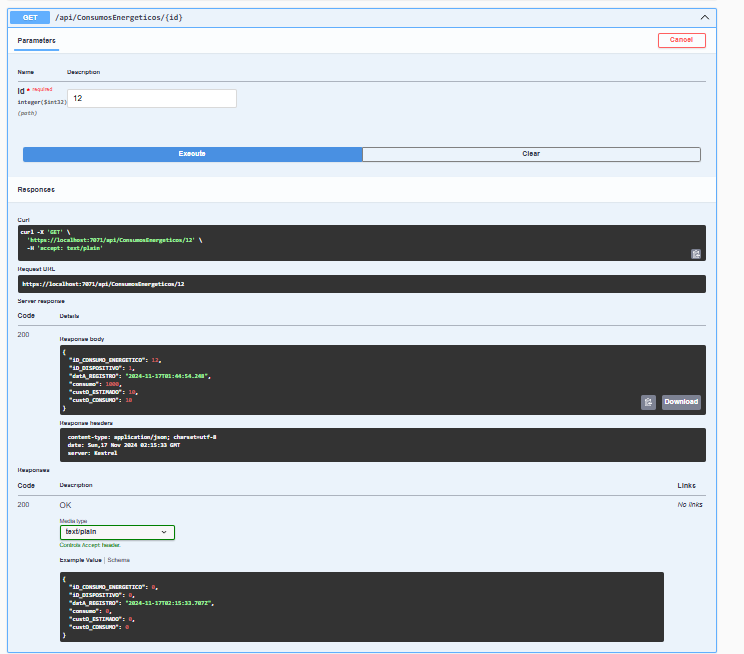 GET /api/ConsumosEnergeticos/{id}
Parameters
Cancel
Name Description
id * required
integer($int32)
(path)
12
Execute Clear
Responses
Curl
curl -X 'GET' \
'https://localhost:7071/api/ConsumosEnergeticos/12' \
-H 'accept: text/plain'
Request URL
https://localhost:7071/api/ConsumosEnergeticos/12
Server response
Code Details
200
Response body
{
"iD_CONSUMO_ENERGETICO": 12,
"iD_DISPOSITIVO": 1,
"datA_REGISTRO": "2024-11-17T01:44:54.248",
"consumo": 1000,
"custO_ESTIMADO": 10,
"custO_CONSUMO": 10
}
Download
Response headers
content-type: application/json; charset=utf-8
date: Sun,17 Nov 2024 02:15:33 GMT
server: Kestrel
Responses
Code Description Links
200 OK No links
Media type
text/plain
Controls Accept header.
Example Value | Schema
{
"iD_CONSUMO_ENERGETICO": 0,
"iD_DISPOSITIVO": 0,
"datA_REGISTRO": "2024-11-17T02:15:33.707Z",
"consumo": 0,
"custO_ESTIMADO": 0,
"custO_CONSUMO": 0
}